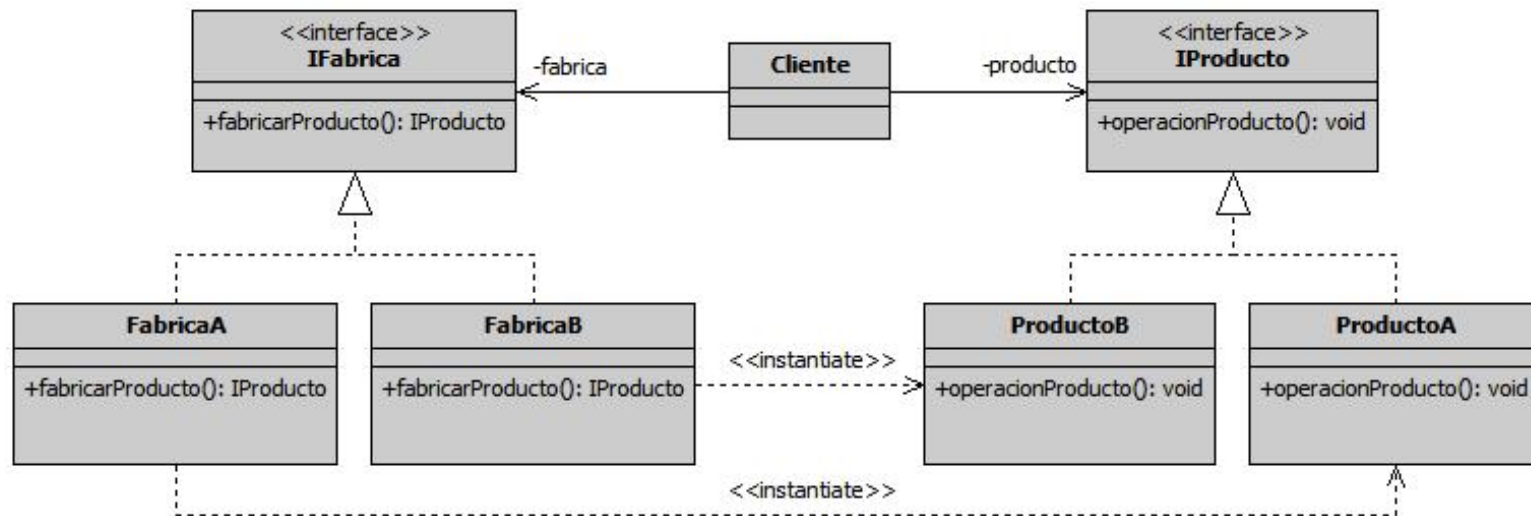 <<interface>>
IFabrica
+fabricarProducto(): IProducto
-fabrica
Cliente
-producto
<<interface>>
IProducto
+operacionProducto(): void
FabricaA
+fabricarProducto(): IProducto
FabricaB
+fabricarProducto(): IProducto
<<instantiate>>
ProductoB
+operacionProducto(): void
ProductoA
+operacionProducto(): void
<<instantiate>>